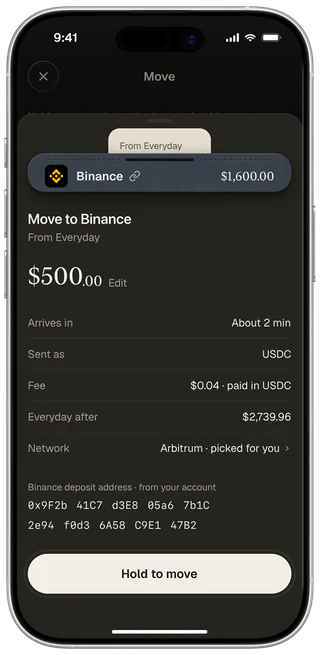 9:41
Move
From Everyday
Binance $1,600.00
Move to Binance
From Everyday
$500.00 Edit
Arrives in About 2 min
Sent as USDC
Fee $0.04 · paid in USDC
Everyday after $2,739.96
Network Arbitrum · picked for you ›
Binance deposit address · from your account
0x9F2b 41C7 d3E8 05a6 7b1C
2e94 f0d3 6A58 C9E1 47B2
Hold to move